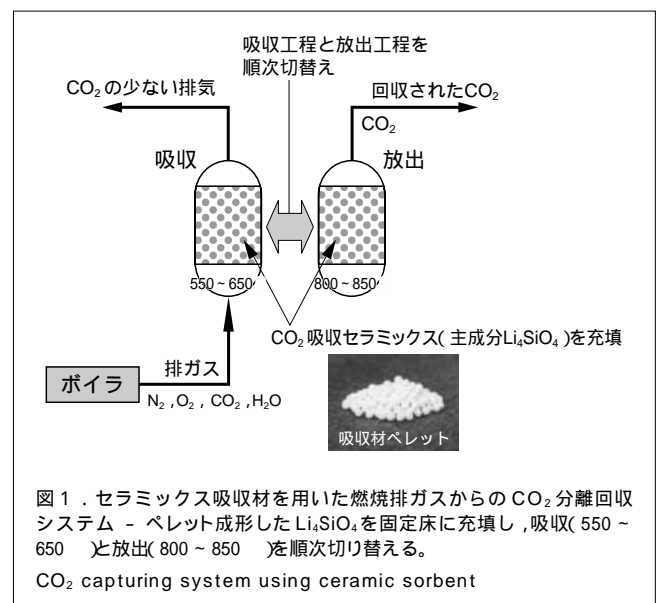 吸収工程と放出工程を
順次切替え
CO₂の少ない排気
回収されたCO₂
CO₂
吸収
放出
550 ~ 650
800 ~ 850
CO₂吸収セラミックス(主成分Li₄SiO₄)を充填
排ガス
ボイラ
N₂ , O₂ , CO₂ , H₂O
吸収材ペレット
図1．セラミックス吸収材を用いた燃焼排ガスからのCO₂分離回収
システム － ペレット成形したLi₄SiO₄を固定床に充填し，吸収(550 ~
650　)と放出(800 ~ 850　)を順次切り替える。
CO₂ capturing system using ceramic sorbent